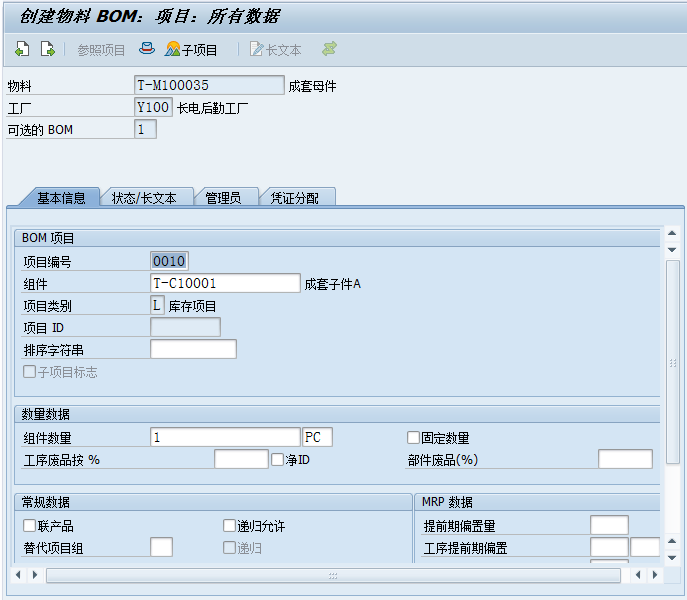 创建物料 BOM：项目：所有数据
参照项目 子项目 长文本
物料 T-M100035 成套母件
工厂 Y100 长电后勤工厂
可选的 BOM 1
基本信息 状态/长文本 管理员 凭证分配
BOM 项目
项目编号 0010
组件 T-C10001 成套子件A
项目类别 L 库存项目
项目 ID
排序字符串
子项目标志
数量数据
组件数量 1 PC 固定数量
工序废品按 % 净ID 部件废品(%)
常规数据 MRP 数据
联产品 递归允许 提前期偏置量
替代项目组 递归 工序提前期偏置